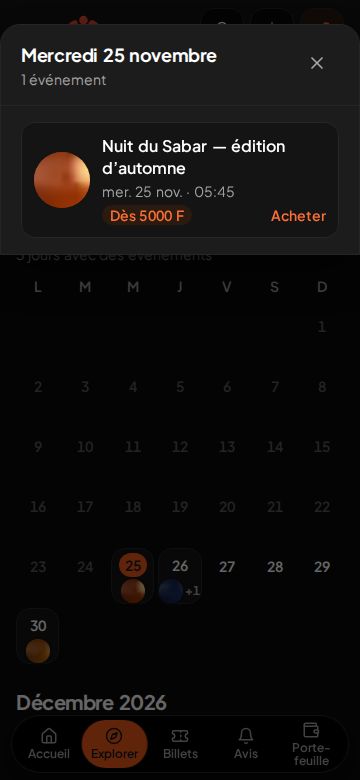 Mercredi 25 novembre
1 événement
Nuit du Sabar — édition
d’automne
mer. 25 nov. · 05:45
Dès 5000 F
Acheter
3 jours avec des événements
L M M J V S D
1
2 3 4 5 6 7 8
9 10 11 12 13 14 15
16 17 18 19 20 21 22
23 24 25 26 27 28 29
+1
30
Décembre 2026
Accueil Explorer Billets Avis Porte-
feuille